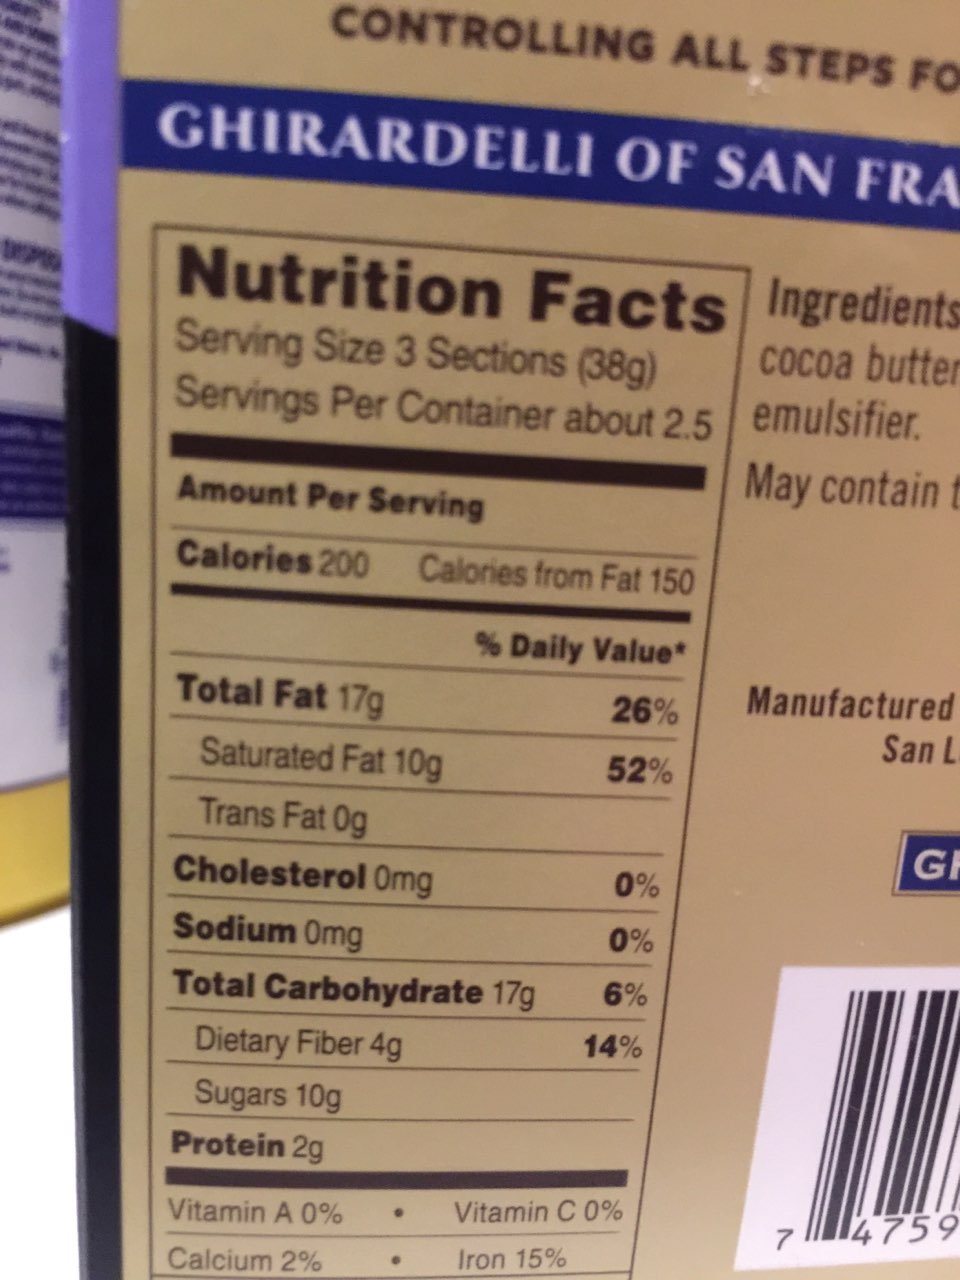 CONTROLLING ALL STEPS FO
GHIRARDELLI OF SAN FRA
Nutrition Facts
Serving Size 3 Sections (38g)
Servings Per Container about 2.5
Amount Per Serving
Calories 200 Calories from Fat 150
% Daily Value*
Total Fat 17g 26%
Saturated Fat 10g 52%
Trans Fat 0g
Cholesterol 0mg 0%
Sodium 0mg 0%
Total Carbohydrate 17g 6%
Dietary Fiber 4g 14%
Sugars 10g
Protein 2g
Vitamin A 0% • Vitamin C 0%
Calcium 2% • Iron 15%
Ingredients
cocoa butter
emulsifier.
May contain t
Manufactured
San L
GH
7 4759